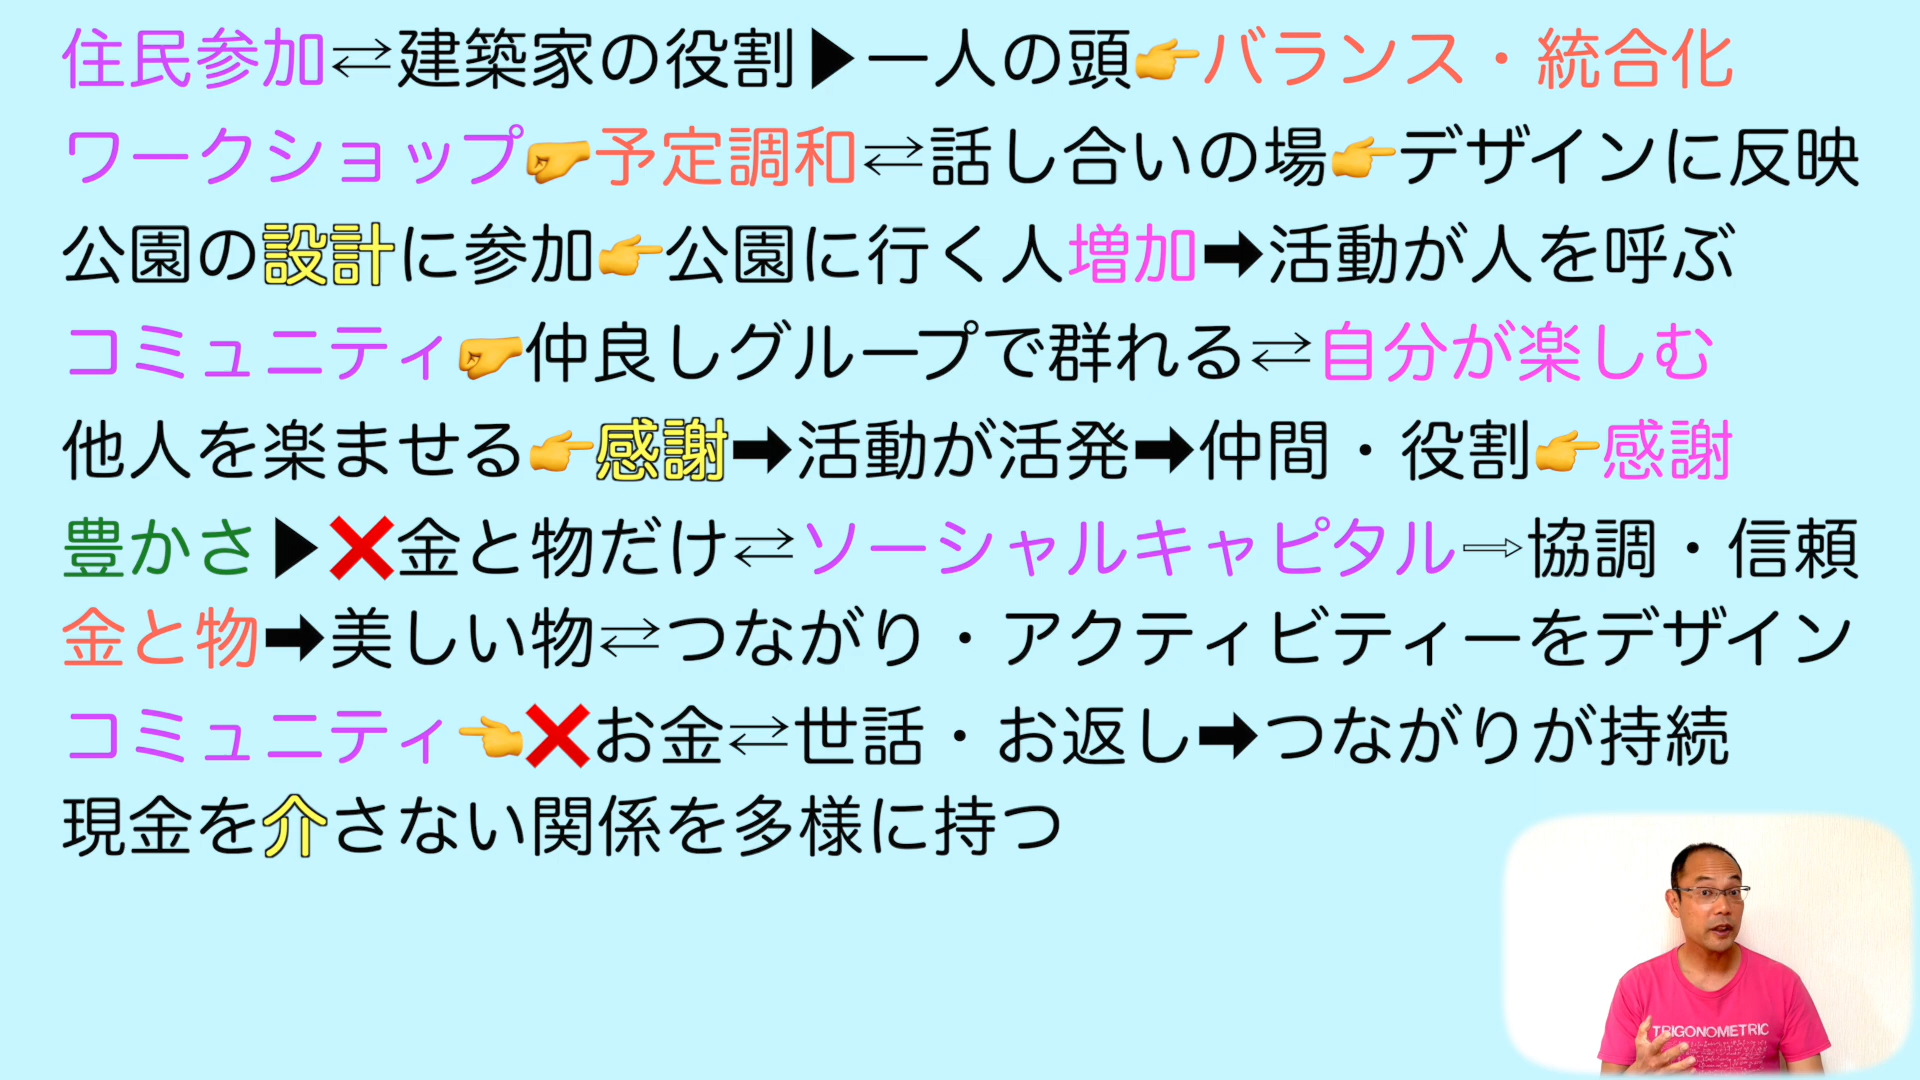 住民参加⇄建築家の役割▶一人の頭👉バランス・統合化
ワークショップ🤛予定調和⇄話し合いの場👉デザインに反映
公園の設計に参加👉公園に行く人増加➡活動が人を呼ぶ
コミュニティ🤛仲良しグループで群れる⇄自分が楽しむ
他人を楽ませる👉感謝➡活動が活発➡仲間・役割👉感謝
豊かさ▶❌金と物だけ⇄ソーシャルキャピタル⇨協調・信頼
金と物➡美しい物⇄つながり・アクティビティーをデザイン
コミュニティ👈❌お金⇄世話・お返し➡つながりが持続
現金を介さない関係を多様に持つ
TRIGONOMETRIC